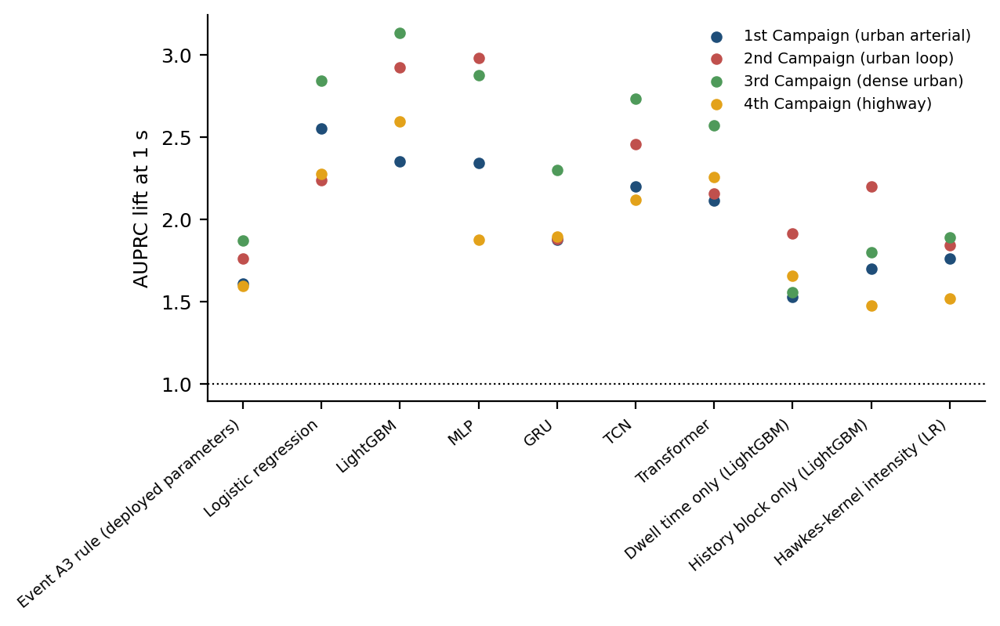 AUPRC lift at 1 s
3.0
2.5
2.0
1.5
1.0
1st Campaign (urban arterial)
2nd Campaign (urban loop)
3rd Campaign (dense urban)
4th Campaign (highway)
Event A3 rule (deployed parameters)
Logistic regression
LightGBM
MLP
GRU
TCN
Transformer
Dwell time only (LightGBM)
History block only (LightGBM)
Hawkes-kernel intensity (LR)